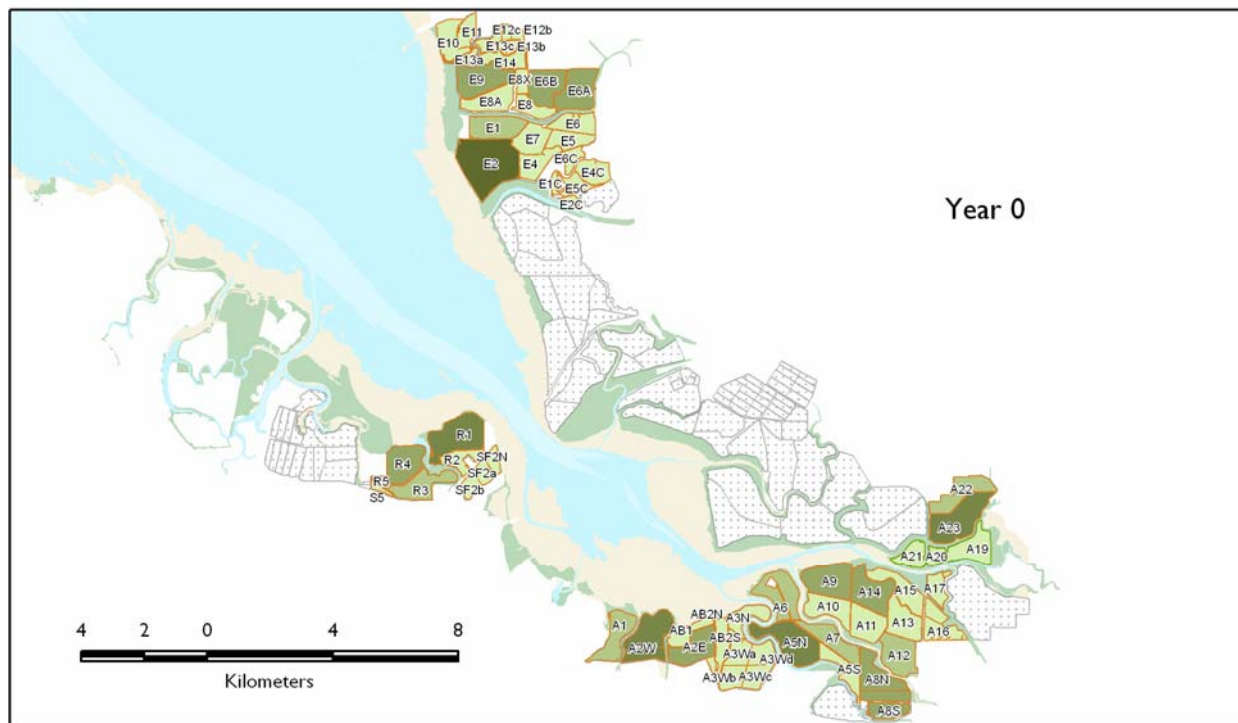 E11
E12c
E12b
E10
E13c
E13b
E13a
E14
E9
E8X
E6B
E6A
E8A
E8
E1
E6
E7
E5
E2
E4
E6C
E4C
E1C
E5C
E2C
Year 0
R1
R4
R2
SF2N
SF2a
R5
R3
SF2b
S5
A22
A23
A21
A20
A19
A9
A14
A15
A17
A6
A10
AB2N
A3N
A11
A13
A16
A1
AB1
A2W
A2E
AB2S
A5N
A7
A3Wa
A3Wd
A12
A5S
A3Wb
A3Wc
A8N
A8S
4 2 0 4 8
Kilometers